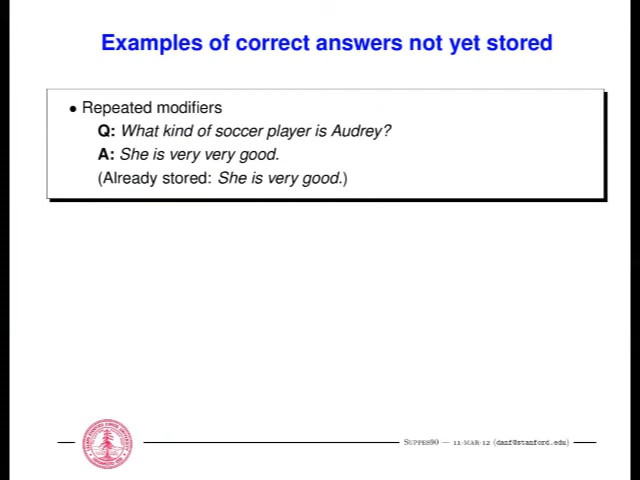 Examples of correct answers not yet stored
• Repeated modifiers
Q: What kind of soccer player is Audrey?
A: She is very very good.
(Already stored: She is very good.)
SUPPES90 — 11-MAR-12 (danf@stanford.edu)